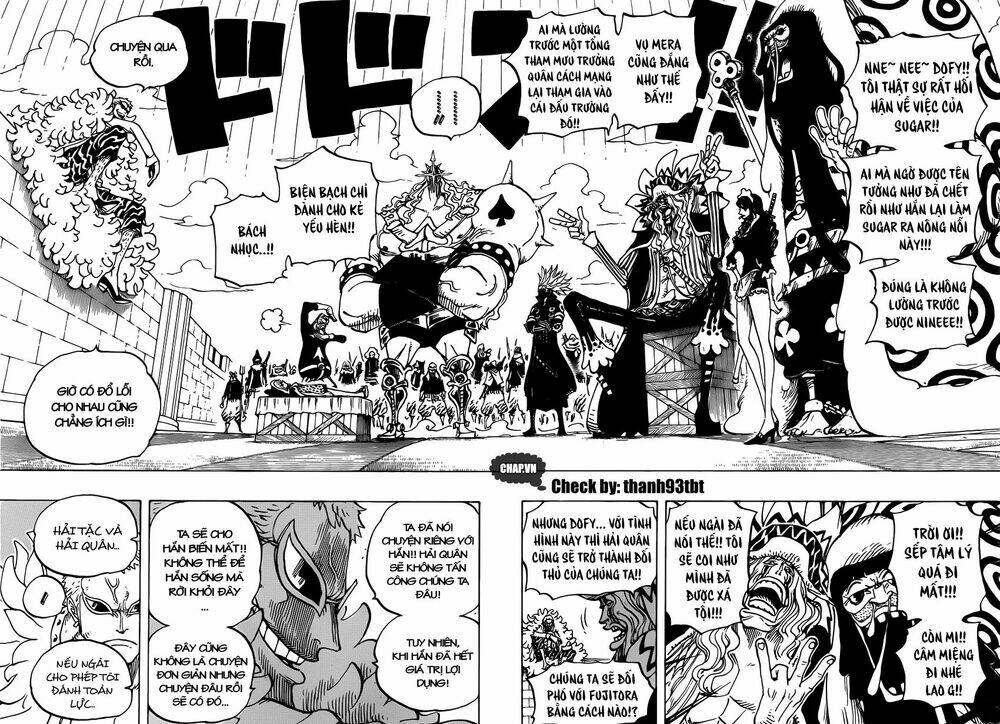 NNE~ NEE~ DOFY!!
TÔI THẬT SỰ RẤT HỐI
HẬN VỀ VIỆC CỦA
SUGAR!!
AI MÀ NGỜ ĐƯỢC TÊN
TƯỞNG NHƯ ĐÃ CHẾT
RỒI NHƯ HẮN LẠI LÀM
SUGAR RA NÔNG NỖI
NÀY!!!
ĐÚNG LÀ KHÔNG
LƯỜNG TRƯỚC
ĐƯỢC NINEEE!!
VỤ MERA
CŨNG ĐẮNG
NHƯ THẾ
ĐẤY!!
AI MÀ LƯỜNG
TRƯỚC MỘT TỔNG
THAM MƯU TRƯỞNG
QUÂN CÁCH MẠNG
LẠI THAM GIA VÀO
CÁI ĐẤU TRƯỜNG
ĐÓ!!
BIỆN BẠCH CHỈ
DÀNH CHO KẺ
YẾU HÈN!!
BÁCH
NHỤC..!!
CHUYỆN QUA
RỒI.
GIỜ CÓ ĐỔ LỖI
CHO NHAU CŨNG
CHẲNG ÍCH GÌ!!
CHAP.VN
Check by: thanh93tbt
TRỜI ƠI!!
SẾP TÂM LÝ
QUÁ ĐI
MẤT!!!
CÒN MI!!
CÂM MIỆNG
ĐI NHÉ
LAO G!!
NẾU NGÀI ĐÃ
NÓI THẾ!! TÔI
SẼ COI NHƯ
MÌNH ĐÃ
ĐƯỢC XÁ
TỘI!!!
NHƯNG DOFY... VỚI TÌNH
HÌNH NÀY THÌ HẢI QUÂN
CŨNG SẼ TRỞ THÀNH ĐỐI
THỦ CỦA CHÚNG TA!!
CHÚNG TA SẼ ĐỐI
PHÓ VỚI FUJITORA
BẰNG CÁCH NÀO!?
TA ĐÃ NÓI
CHUYỆN RIÊNG VỚI
HẮN!! HẢI QUÂN
SẼ KHÔNG TẤN
CÔNG CHÚNG TA
ĐÂU!
TUY NHIÊN,
KHI HẮN ĐÃ HẾT
GIÁ TRỊ LỢI
DỤNG!
TA SẼ CHO
HẮN BIẾN MẤT!!
KHÔNG THỂ ĐỂ
HẮN SỐNG MÀ
RỜI KHỎI ĐÂY
...
ĐÂY CŨNG
KHÔNG LÀ CHUYỆN
ĐƠN GIẢN NHƯNG
CHUYỆN ĐÂU RỒI
SẼ CÓ ĐÓ...
HẢI TẶC VÀ
HẢI QUÂN...
NẾU NGÀI
CHO PHÉP TÔI
ĐÁNH TOÁN
LỰC...